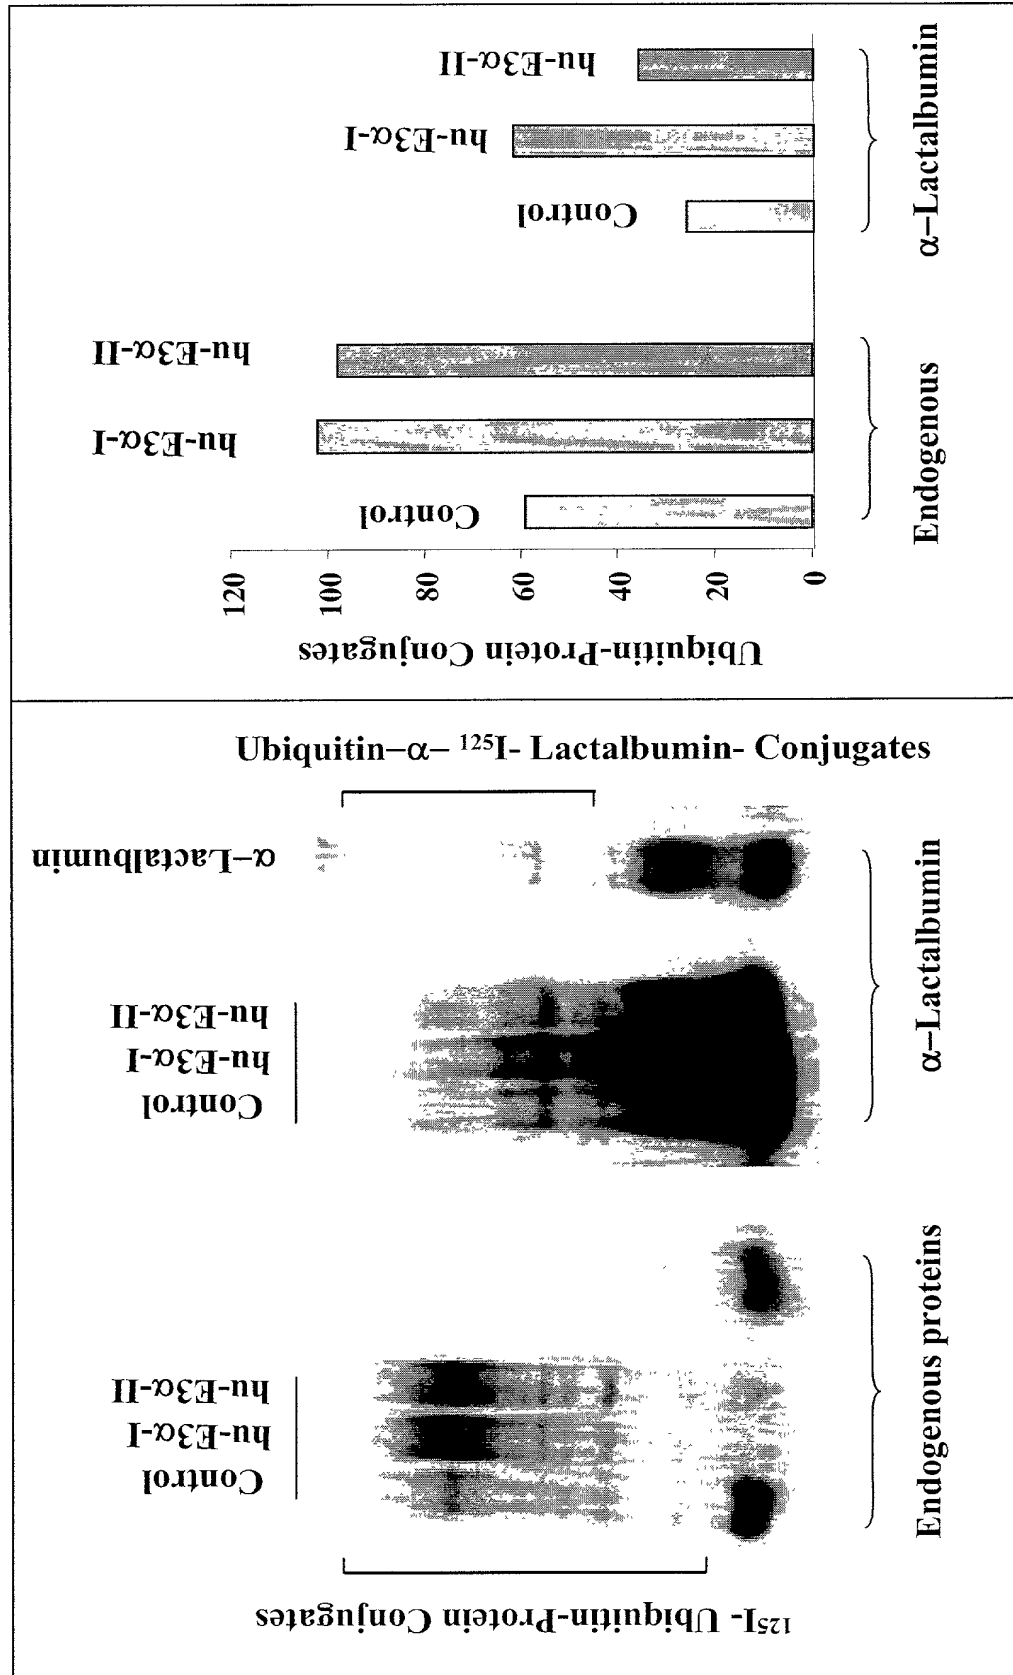 ¹²⁵I- Ubiquitin-Protein Conjugates
Control
hu-E3α-I
hu-E3α-II
Endogenous proteins
Control
hu-E3α-I
hu-E3α-II
α–Lactalbumin
α–Lactalbumin
Ubiquitin–α– ¹²⁵I- Lactalbumin- Conjugates
Ubiquitin-Protein Conjugates
120
100
80
60
40
20
0
Control
hu-E3α-I
hu-E3α-II
Endogenous
Control
hu-E3α-I
hu-E3α-II
α–Lactalbumin